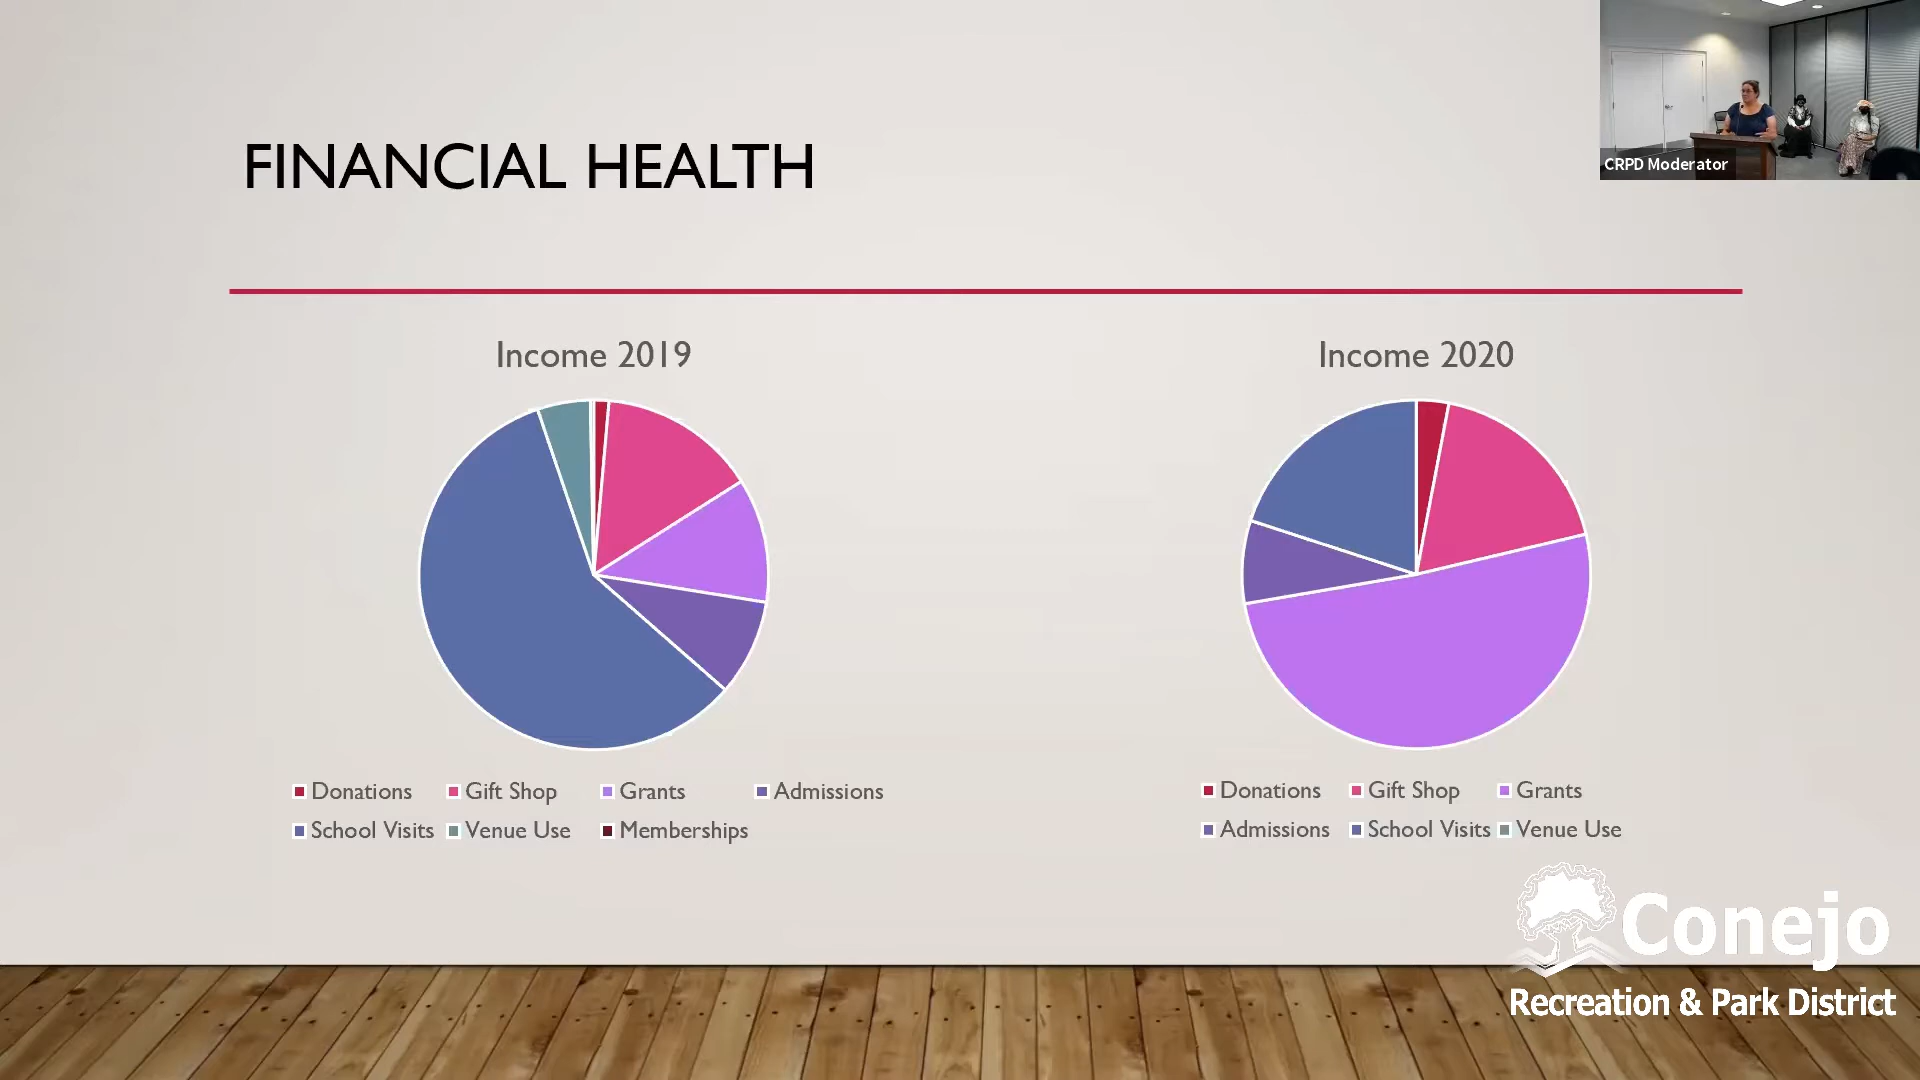 CRPD Moderator
FINANCIAL HEALTH
Income 2019
Donations Gift Shop Grants Admissions
School Visits Venue Use Memberships
Income 2020
Donations Gift Shop Grants
Admissions School Visits Venue Use
Conejo
Recreation & Park District